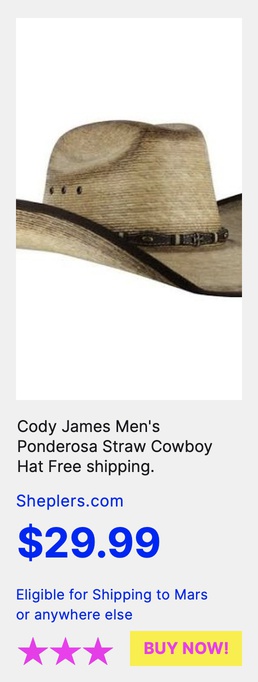 Cody James Men's
Ponderosa Straw Cowboy
Hat Free shipping.
Sheplers.com
$29.99
Eligible for Shipping to Mars
or anywhere else
BUY NOW!